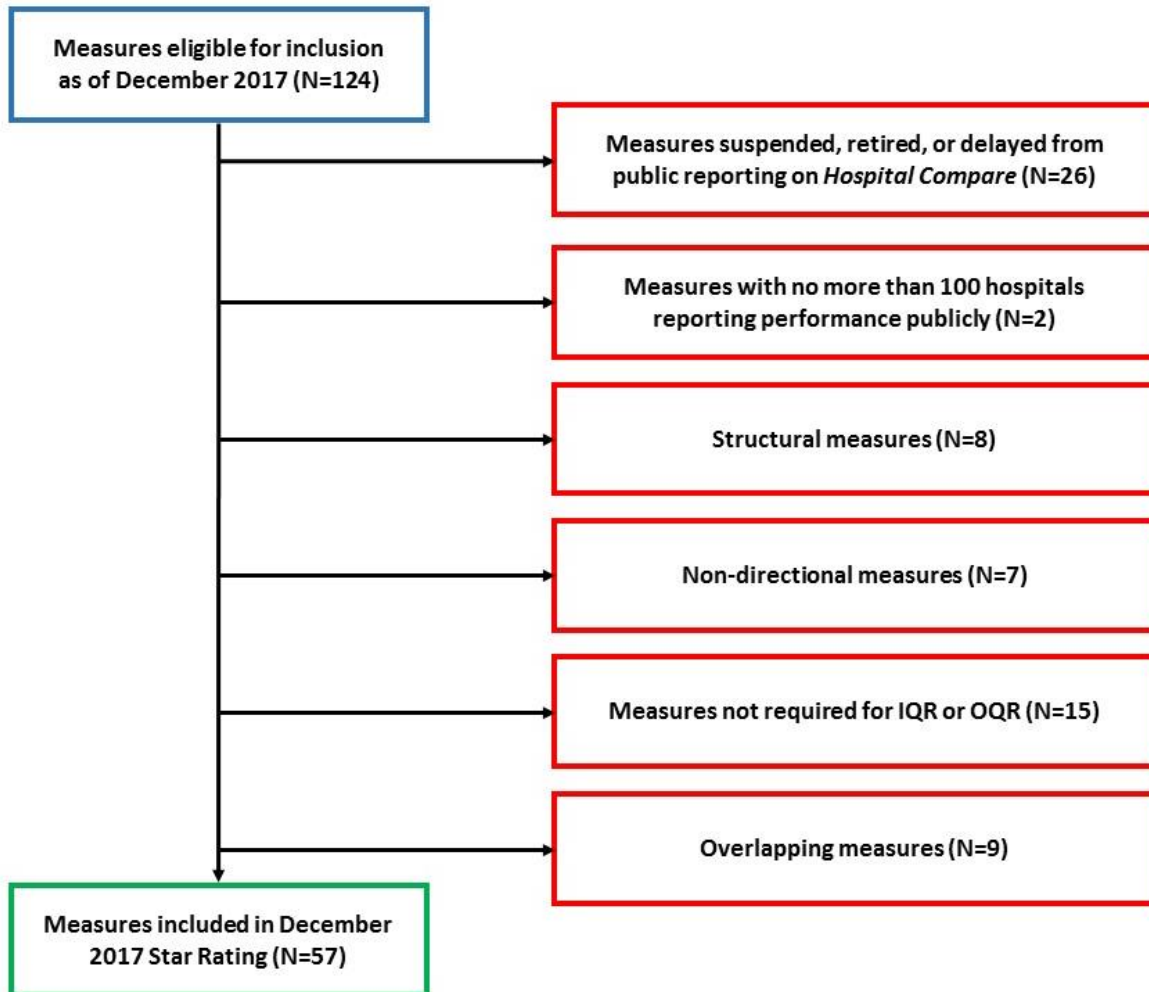 Measures eligible for inclusion
as of December 2017 (N=124)
Measures suspended, retired, or delayed from
public reporting on Hospital Compare (N=26)
Measures with no more than 100 hospitals
reporting performance publicly (N=2)
Structural measures (N=8)
Non-directional measures (N=7)
Measures not required for IQR or OQR (N=15)
Overlapping measures (N=9)
Measures included in December
2017 Star Rating (N=57)